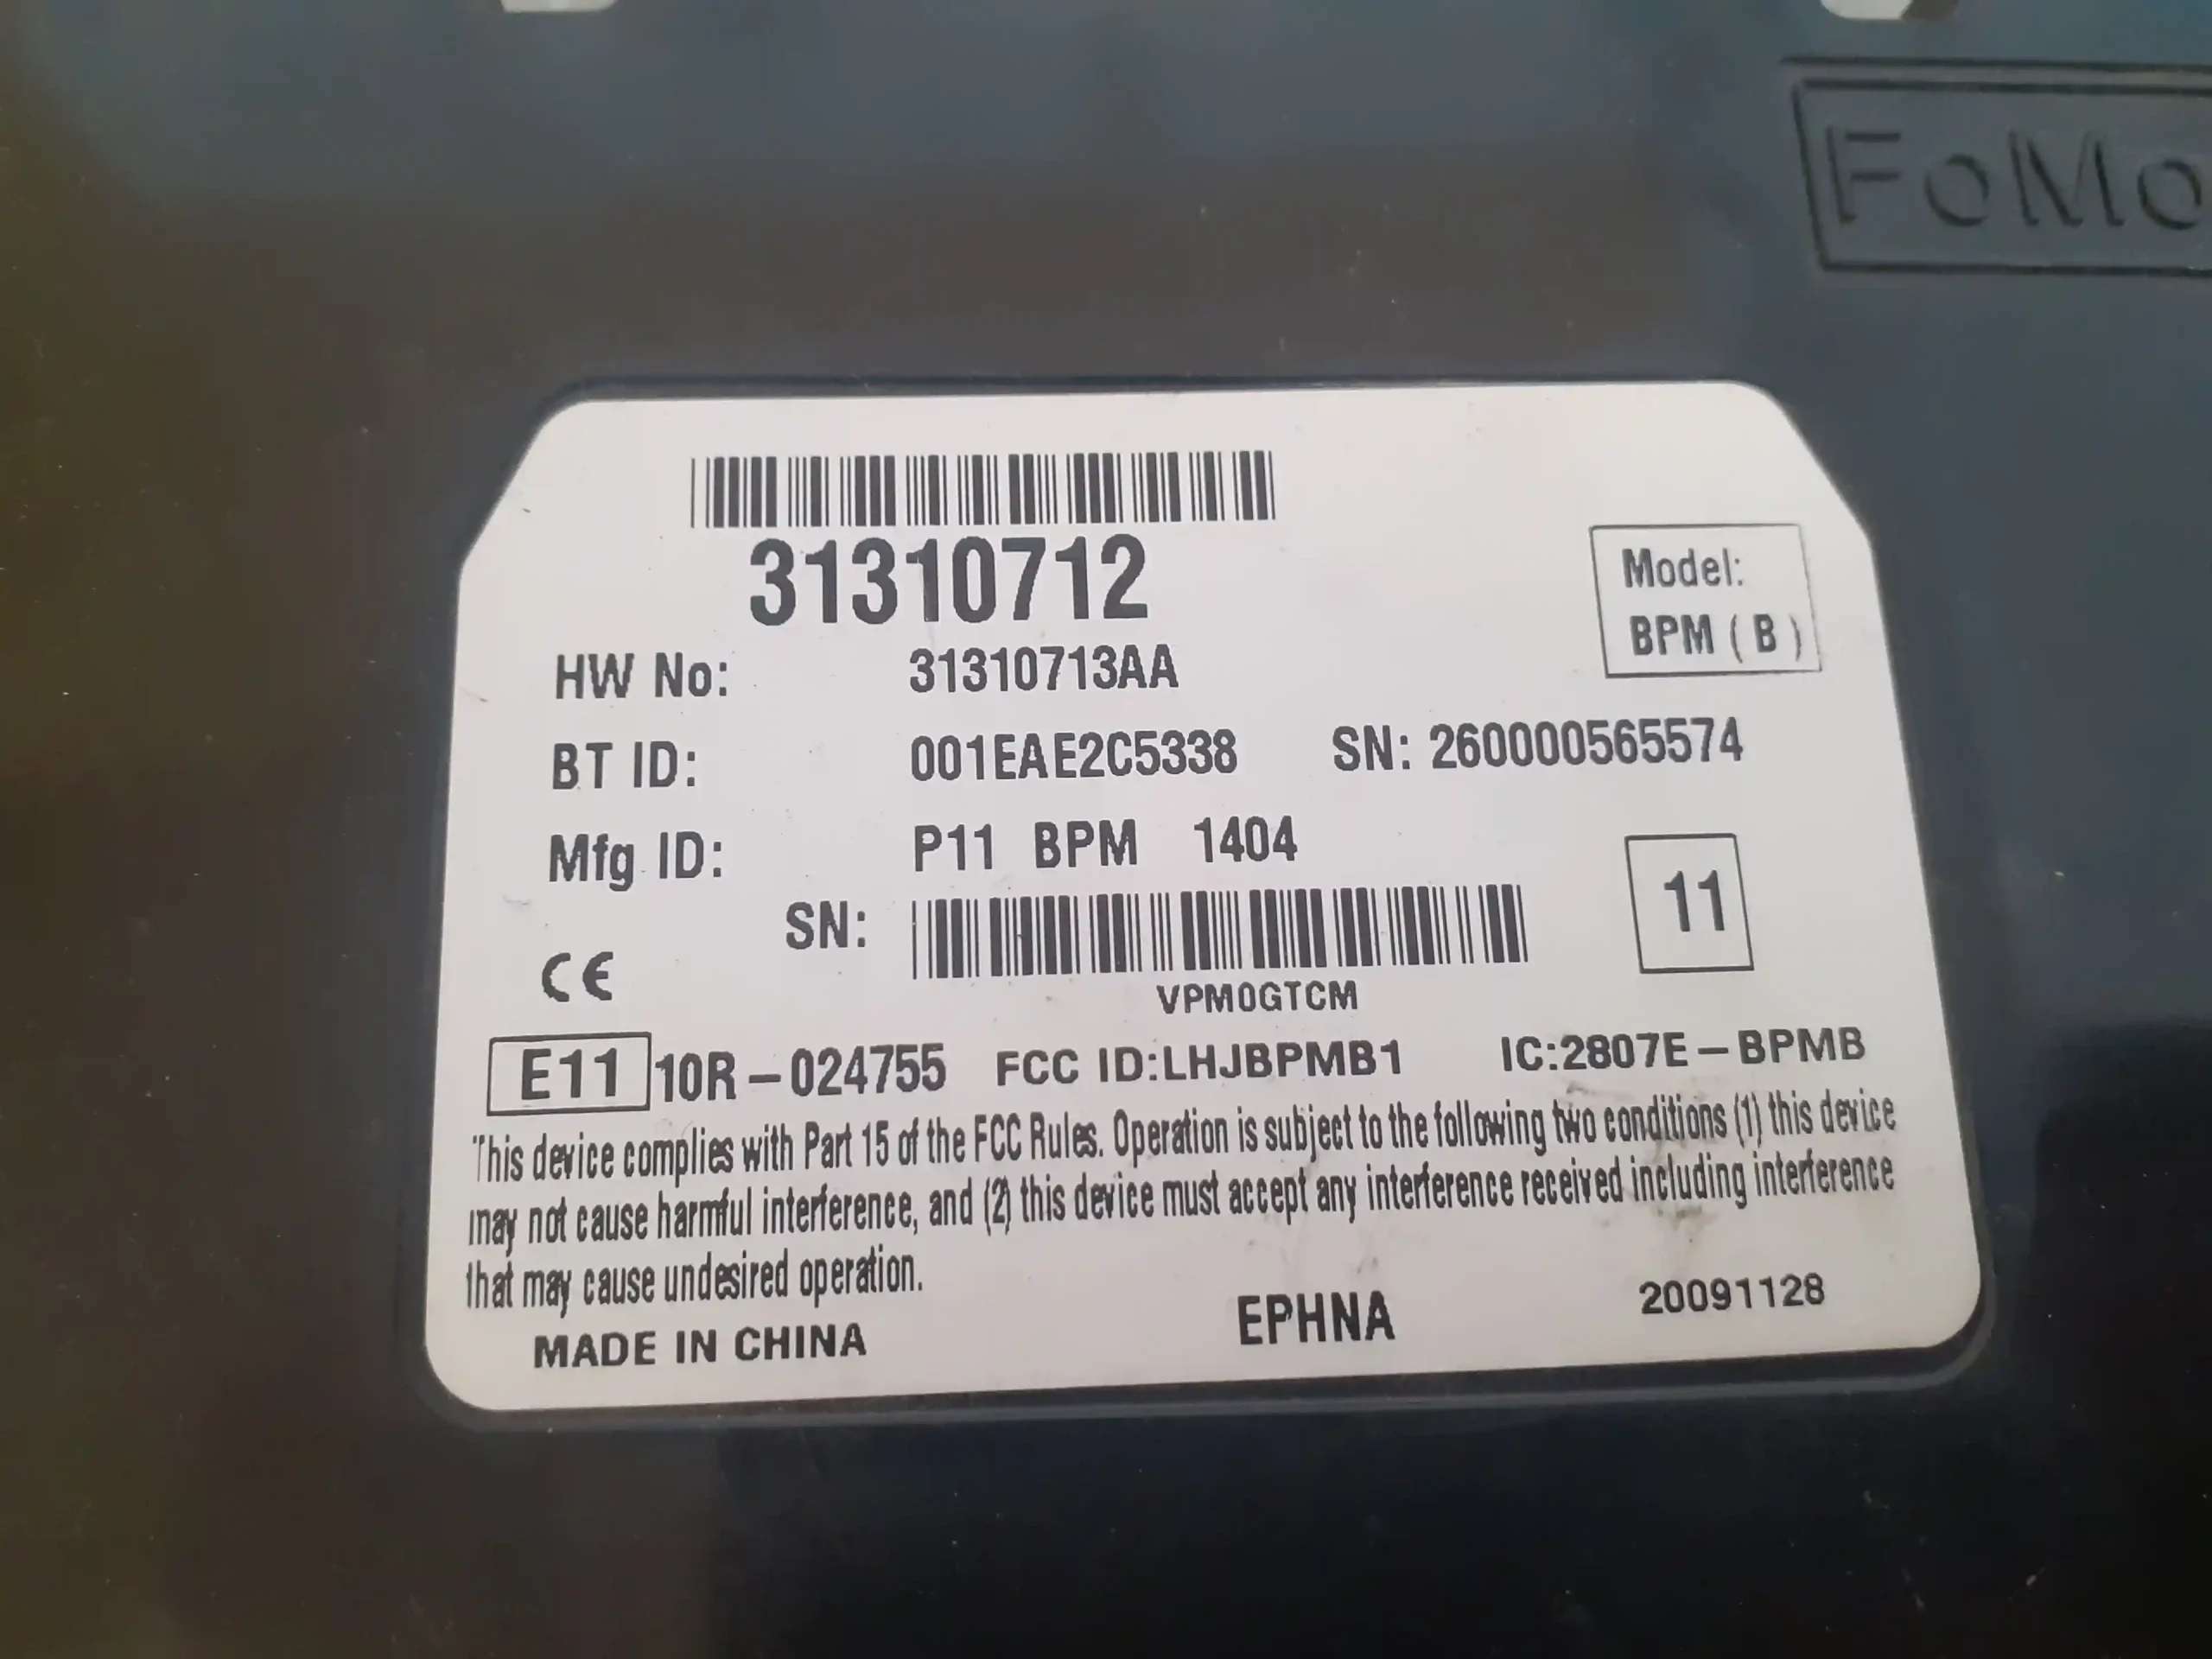 FoMo
31310712
Model:
BPM ( B )
HW No: 31310713AA
BT ID: 001EAE2C5338 SN: 260000565574
Mfg ID: P11 BPM 1404
11
SN:
VPM0GTCM
CE
E11 10R-024755 FCC ID:LHJBPMB1 IC:2807E-BPMB
This device complies with Part 15 of the FCC Rules. Operation is subject to the following two conditions (1) this device
may not cause harmful interference, and (2) this device must accept any interference received including interference
that may cause undesired operation.
MADE IN CHINA EPHNA 20091128